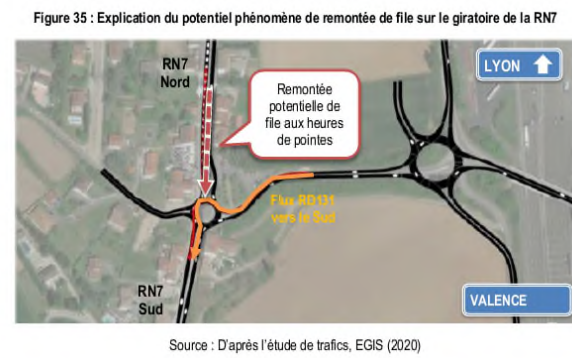 Figure 35 : Explication du potentiel phénomène de remontée de file sur le giratoire de la RN7
RN7
Nord
LYON
Remontée
potentielle de
file aux heures
de pointes
Flux RD131
vers le Sud
RN7
Sud
VALENCE
Source : D'après l'étude de trafics, EGIS (2020)